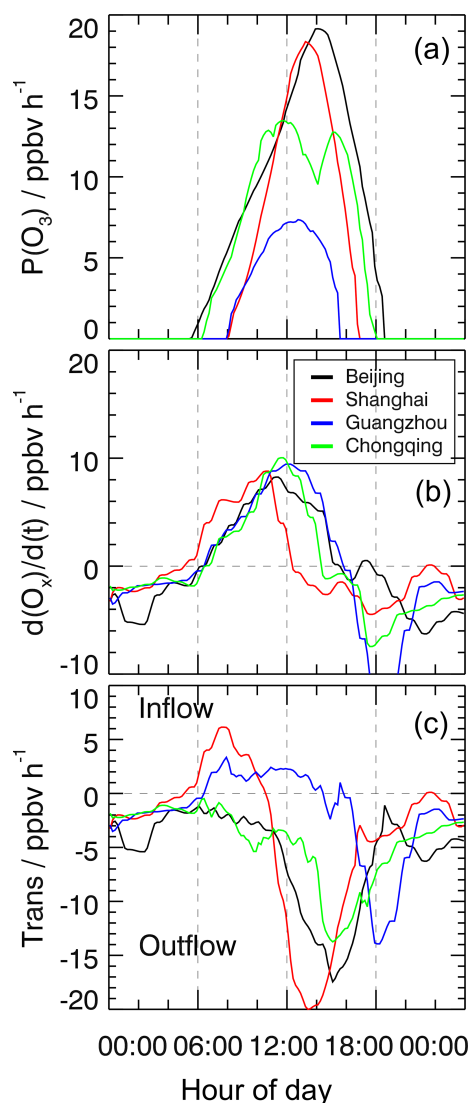 20
(a)
15
10
5
0
P(O3) / ppbv h-1
20
Beijing
Shanghai
Guangzhou
Chongqing
10
(b)
0
-10
d(Ox)/d(t) / ppbv h-1
10
Inflow
(c)
5
0
-5
-10
Outflow
-15
-20
Trans / ppbv h-1
00:00 06:00 12:00 18:00 00:00
Hour of day